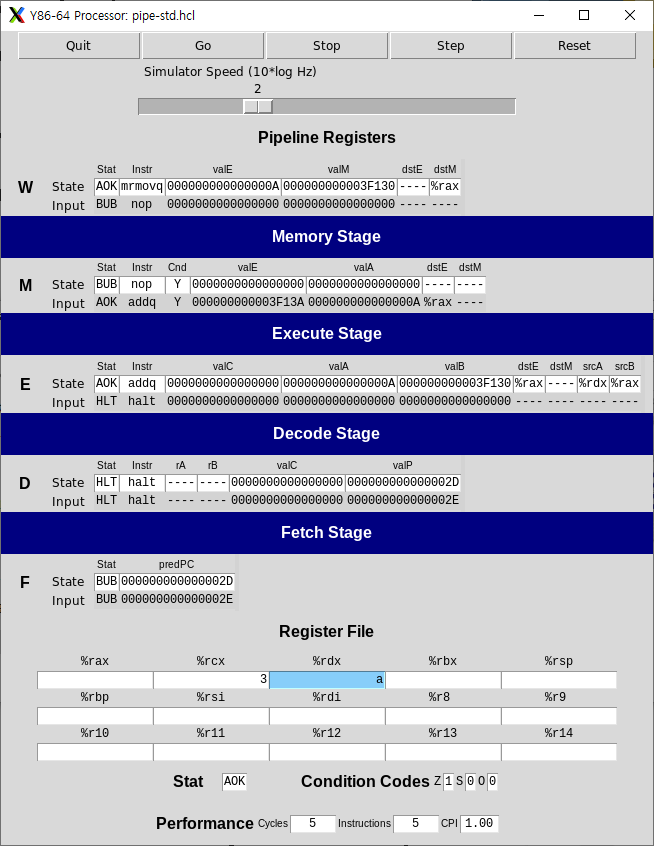 Y86-64 Processor: pipe-std.hcl
Quit Go Stop Step Reset
Simulator Speed (10*log Hz)
2
Pipeline Registers
Stat Instr valE valM dstE dstM
W State AOK mrmovq 000000000000000A 000000000003F130 ---- %rax
Input BUB nop 0000000000000000 0000000000000000 ---- ----
Memory Stage
Stat Instr Cnd valE valA dstE dstM
M State BUB nop Y 0000000000000000 0000000000000000 ---- ----
Input AOK addq Y 000000000003F13A 000000000000000A %rax ----
Execute Stage
Stat Instr valC valA valB dstE dstM srcA srcB
E State AOK addq 0000000000000000 000000000000000A 000000000003F130 %rax ---- %rdx %rax
Input HLT halt 0000000000000000 0000000000000000 0000000000000000 ---- ---- ---- ----
Decode Stage
Stat Instr rA rB valC valP
D State HLT halt ---- ---- 0000000000000000 000000000000002D
Input HLT halt ---- ---- 0000000000000000 000000000000002E
Fetch Stage
Stat predPC
F State BUB 000000000000002D
Input BUB 000000000000002E
Register File
%rax %rcx %rdx %rbx %rsp
3 a
%rbp %rsi %rdi %r8 %r9
%r10 %r11 %r12 %r13 %r14
Stat AOK Condition Codes Z 1 S 0 O 0
Performance Cycles 5 Instructions 5 CPI 1.00